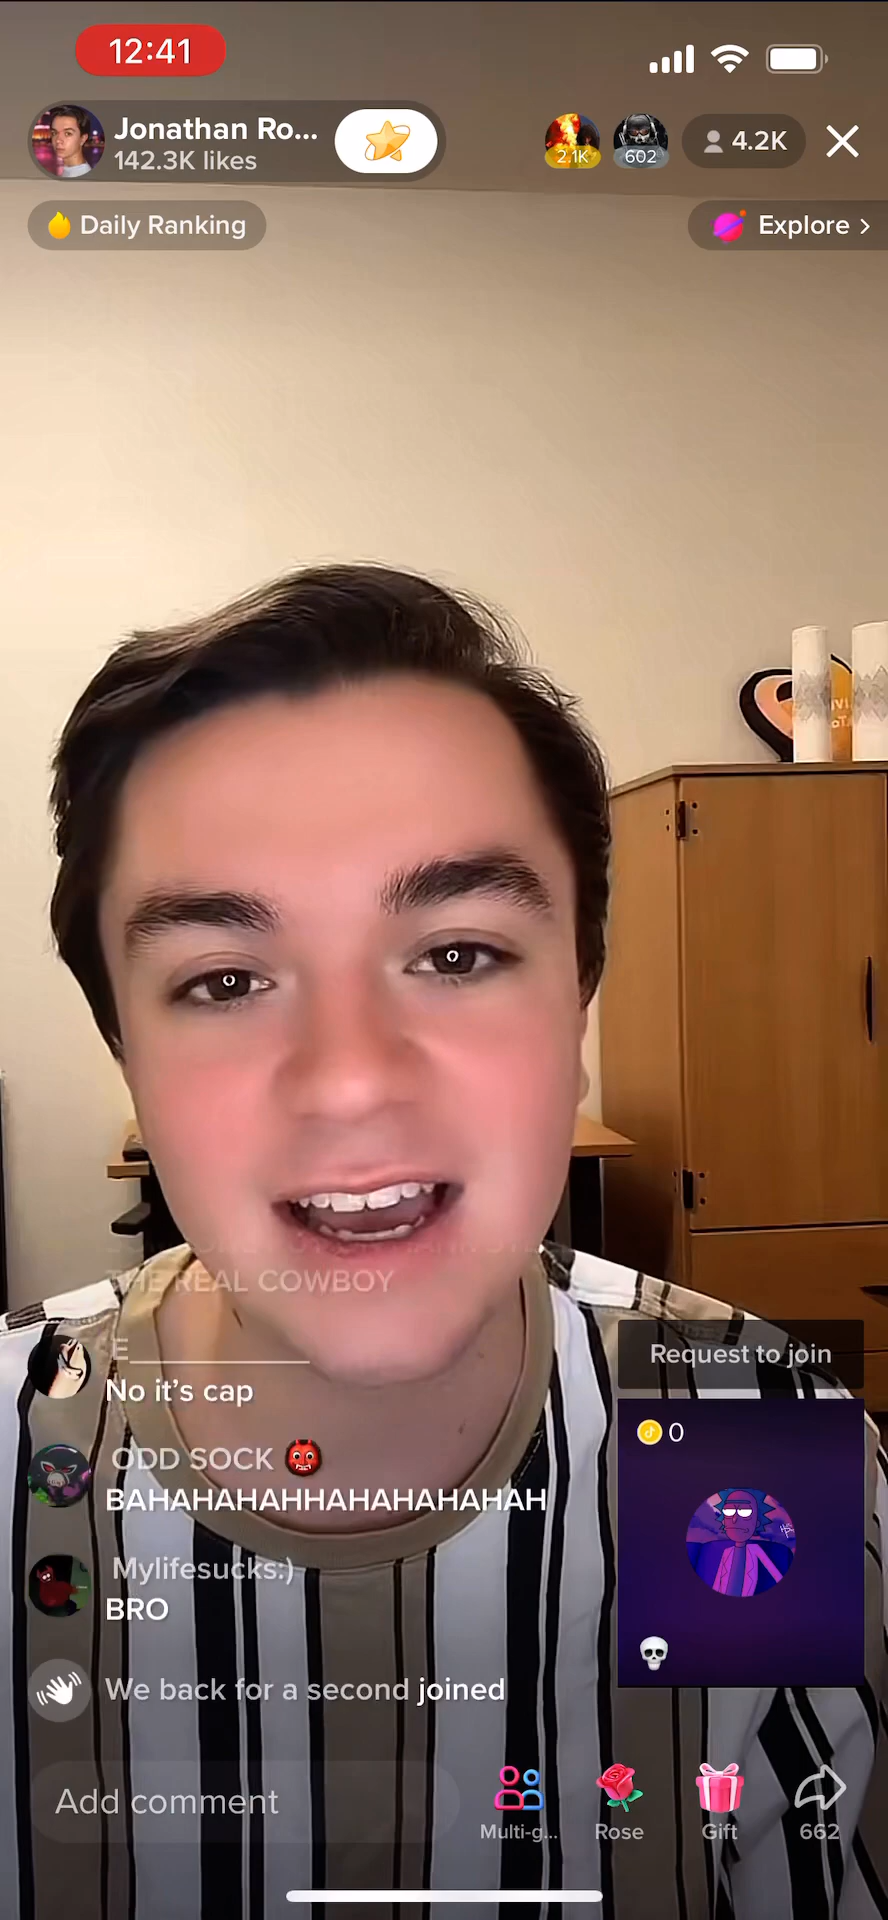 12:41
Jonathan Ro...
142.3K likes
2.1K
602
4.2K
Daily Ranking
Explore >
THE REAL COWBOY
E___________
No it's cap
Request to join
0
ODD SOCK 👹
BAHAHAHAHHAHAHAHAHAH
Mylifesucks:)
BRO
💀
We back for a second joined
Add comment
Multi-g...
Rose
Gift
662